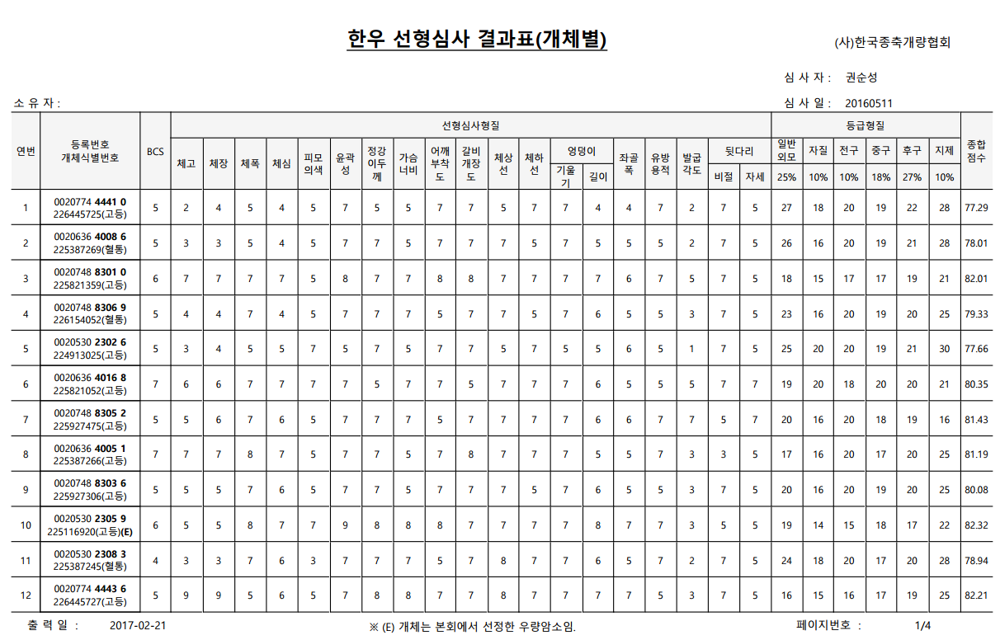 한우 선형심사 결과표(개체별)
(사)한국종축개량협회
심 사 자 : 권순성
소 유 자 :
심 사 일 : 20160511
연번 등록번호 개체식별번호 BCS 선형심사형질 등급형질 종합점수
체고 체장 체폭 체심 피모의색 윤곽성 정강이두께 가슴너비 어깨부착도 갈비개장도 체상선 체하선 엉덩이 좌골폭 유방용적 발굽각도 뒷다리 일반외모 자질 전구 중구 후구 지제
기울기 길이 비절 자세 25% 10% 10% 18% 27% 10%
1 0020774 4441 0 226445725(고등) 5 2 4 5 4 5 7 5 5 7 7 5 7 7 4 4 7 2 7 5 27 18 20 19 22 28 77.29
2 0020636 4008 6 225387269(혈통) 5 3 3 5 4 5 7 7 5 7 7 7 5 7 5 5 5 2 7 5 26 16 20 19 21 28 78.01
3 0020748 8301 0 225821359(고등) 6 7 7 7 7 5 8 7 7 8 8 7 7 7 7 6 7 5 7 5 18 15 17 17 19 21 82.01
4 0020748 8306 9 226154052(혈통) 5 4 4 7 4 5 7 7 7 5 7 7 5 7 6 5 5 3 7 5 23 16 20 19 20 25 79.33
5 0020530 2302 6 224913025(고등) 5 3 4 5 5 7 5 7 5 7 7 5 7 5 5 6 5 1 7 5 25 20 20 19 21 30 77.66
6 0020636 4016 8 225821052(고등) 7 6 6 7 7 7 7 5 7 7 5 7 7 7 6 5 5 5 7 7 19 20 18 20 20 21 80.35
7 0020748 8305 2 225927475(고등) 5 5 6 7 6 5 7 7 7 5 7 7 7 7 6 6 7 7 5 7 20 16 20 18 19 16 81.43
8 0020636 4005 1 225387266(고등) 7 7 7 8 7 5 7 7 5 7 8 7 7 7 5 5 7 3 3 5 17 16 20 17 20 25 81.19
9 0020748 8303 6 225927306(고등) 5 5 5 7 6 5 7 7 5 7 7 7 5 7 6 5 5 3 7 5 20 16 20 19 20 25 80.08
10 0020530 2305 9 225116920(고등)(E) 6 5 5 8 7 7 9 8 8 8 7 7 7 7 8 7 7 3 5 5 19 14 15 18 17 22 82.32
11 0020530 2308 3 225387245(혈통) 4 3 3 7 6 3 7 7 7 5 7 8 7 7 6 5 7 2 7 5 24 18 20 17 20 28 78.94
12 0020774 4443 6 226445727(고등) 5 9 9 5 6 5 7 8 8 7 7 8 7 7 7 7 5 3 7 5 16 15 16 17 19 25 82.21
출 력 일 : 2017-02-21
※ (E) 개체는 본회에서 선정한 우량암소임.
페이지번호 : 1/4